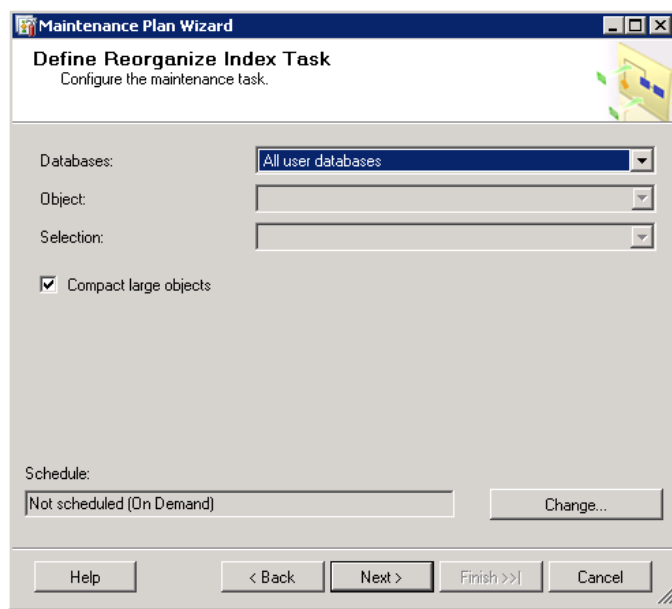 Maintenance Plan Wizard
Define Reorganize Index Task
Configure the maintenance task.
Databases: All user databases
Object:
Selection:
Compact large objects
Schedule:
Not scheduled (On Demand) Change...
Help < Back Next > Finish >>| Cancel